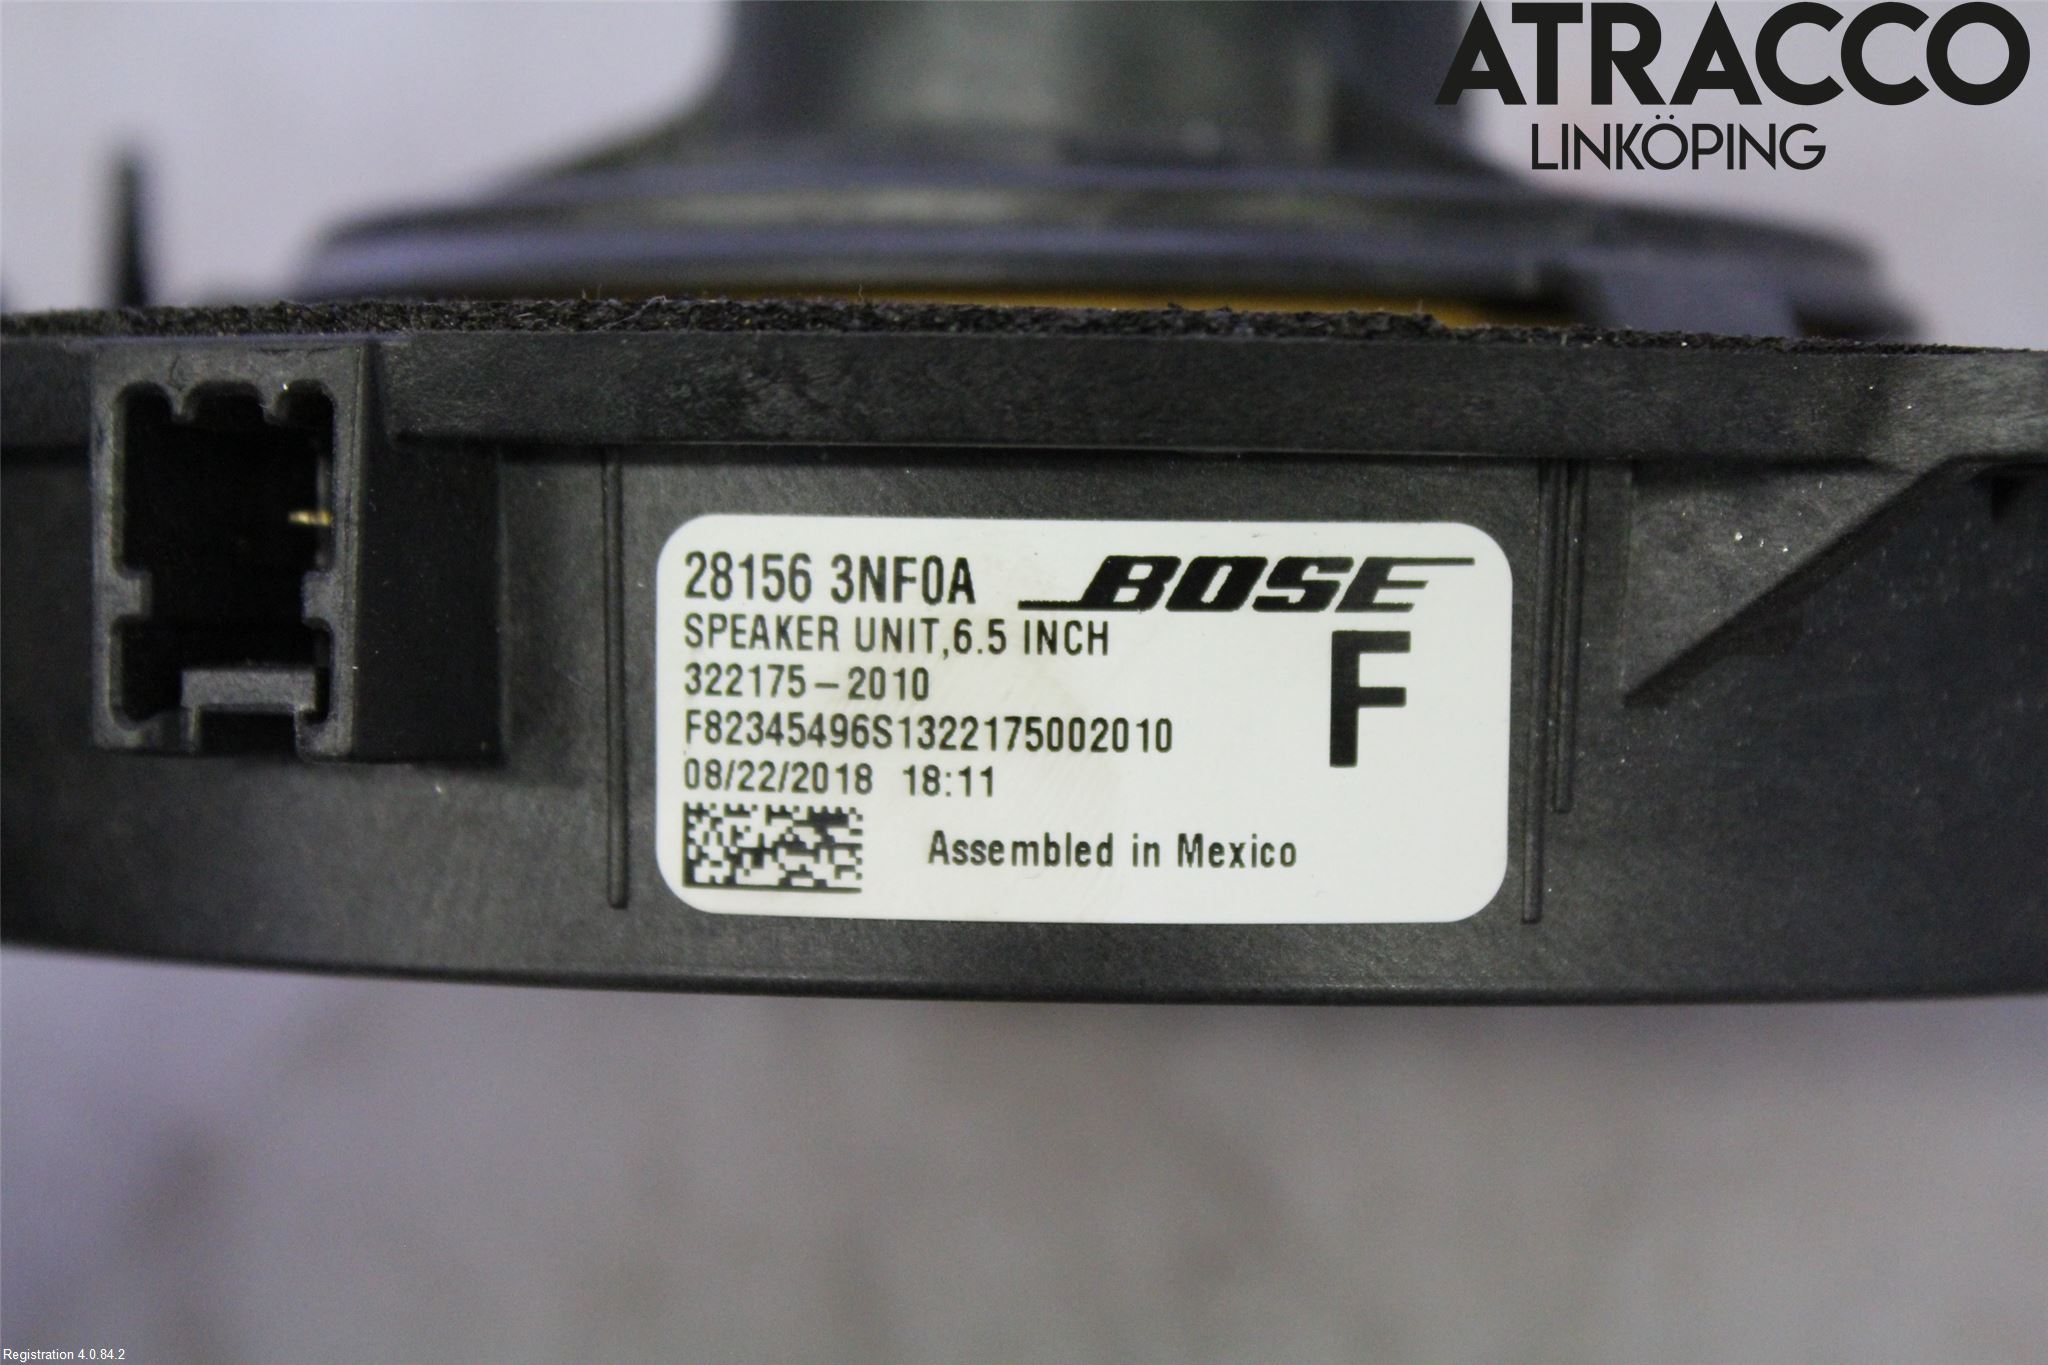 ATRACCO
LINKÖPING
28156 3NF0A BOSE
SPEAKER UNIT,6.5 INCH
322175-2010
F
F82345496S1322175002010
08/22/2018 18:11
Assembled in Mexico
Registration 4.0.84.2